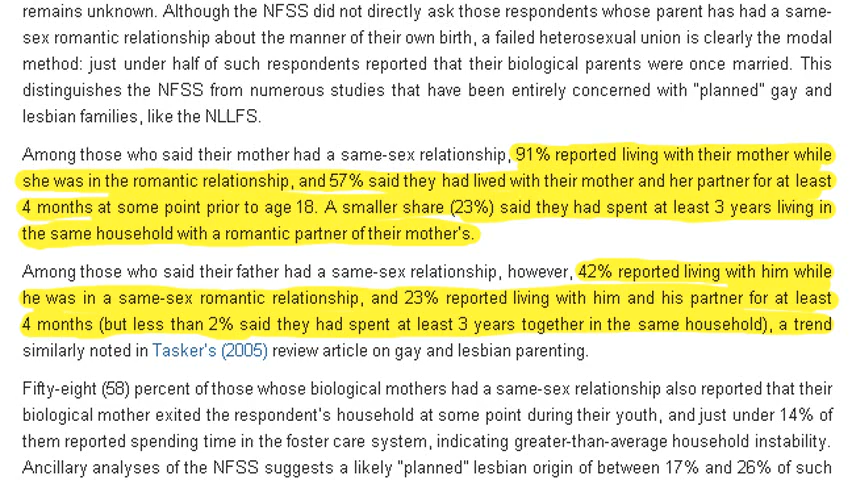 remains unknown. Although the NFSS did not directly ask those respondents whose parent has had a same-
sex romantic relationship about the manner of their own birth, a failed heterosexual union is clearly the modal
method: just under half of such respondents reported that their biological parents were once married. This
distinguishes the NFSS from numerous studies that have been entirely concerned with "planned" gay and
lesbian families, like the NLLFS.
Among those who said their mother had a same-sex relationship, 91% reported living with their mother while
she was in the romantic relationship, and 57% said they had lived with their mother and her partner for at least
4 months at some point prior to age 18. A smaller share (23%) said they had spent at least 3 years living in
the same household with a romantic partner of their mother's.
Among those who said their father had a same-sex relationship, however, 42% reported living with him while
he was in a same-sex romantic relationship, and 23% reported living with him and his partner for at least
4 months (but less than 2% said they had spent at least 3 years together in the same household), a trend
similarly noted in Tasker's (2005) review article on gay and lesbian parenting.
Fifty-eight (58) percent of those whose biological mothers had a same-sex relationship also reported that their
biological mother exited the respondent's household at some point during their youth, and just under 14% of
them reported spending time in the foster care system, indicating greater-than-average household instability.
Ancillary analyses of the NFSS suggests a likely "planned" lesbian origin of between 17% and 26% of such